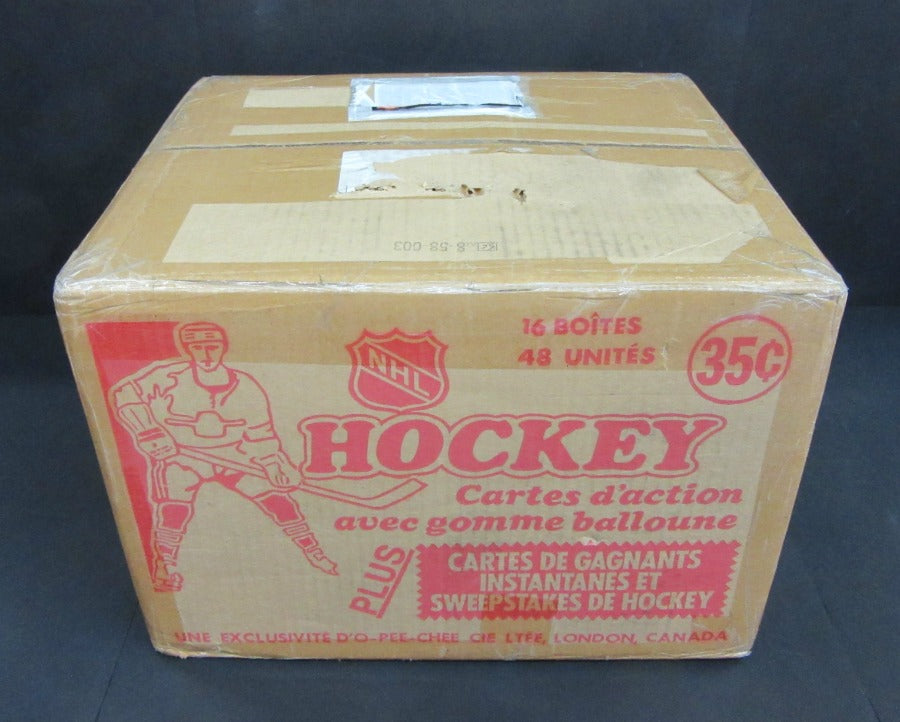 NHL
16 BOÎTES
48 UNITÉS
35¢
HOCKEY
Cartes d'action
avec gomme balloune
PLUS
CARTES DE GAGNANTS
INSTANTANES ET
SWEEPSTAKES DE HOCKEY
UNE EXCLUSIVITÉ D'O-PEE-CHEE CIE LTÉE, LONDON, CANADA